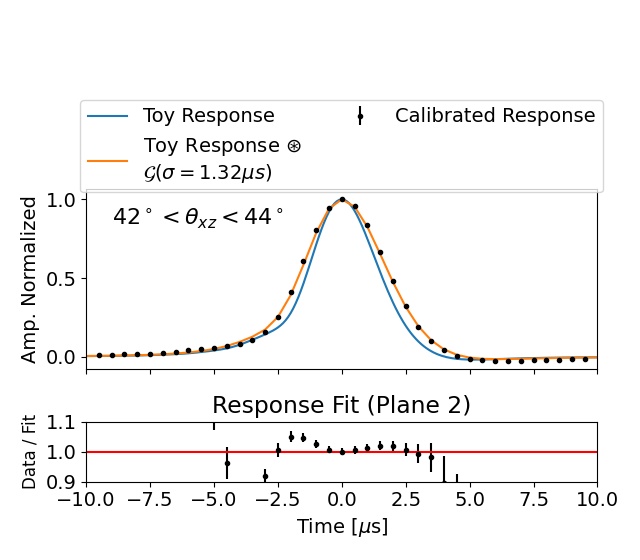 Toy Response
Calibrated Response
Toy Response ⊛
𝒢(σ = 1.32μs)
42° < θxz < 44°
Amp. Normalized
1.0
0.5
0.0
Response Fit (Plane 2)
Data / Fit
1.1
1.0
0.9
−10.0 −7.5 −5.0 −2.5 0.0 2.5 5.0 7.5 10.0
Time [μs]